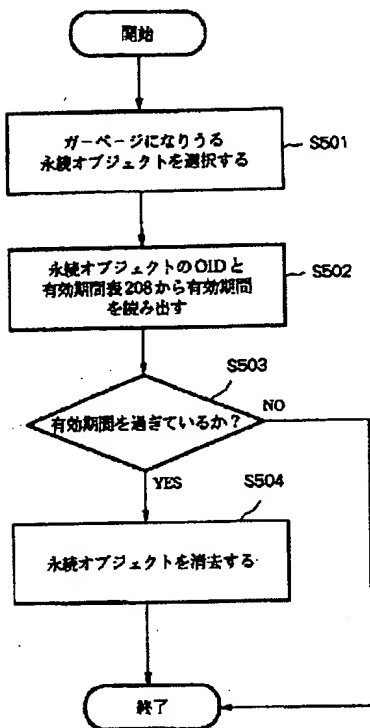 開始
ガーベージになりうる
永続オブジェクトを選択する
S501
永続オブジェクトのOIDと
有効期間表208から有効期間
を読み出す
S502
S503
有効期間を過ぎているか?
NO
YES
S504
永続オブジェクトを消去する
終了